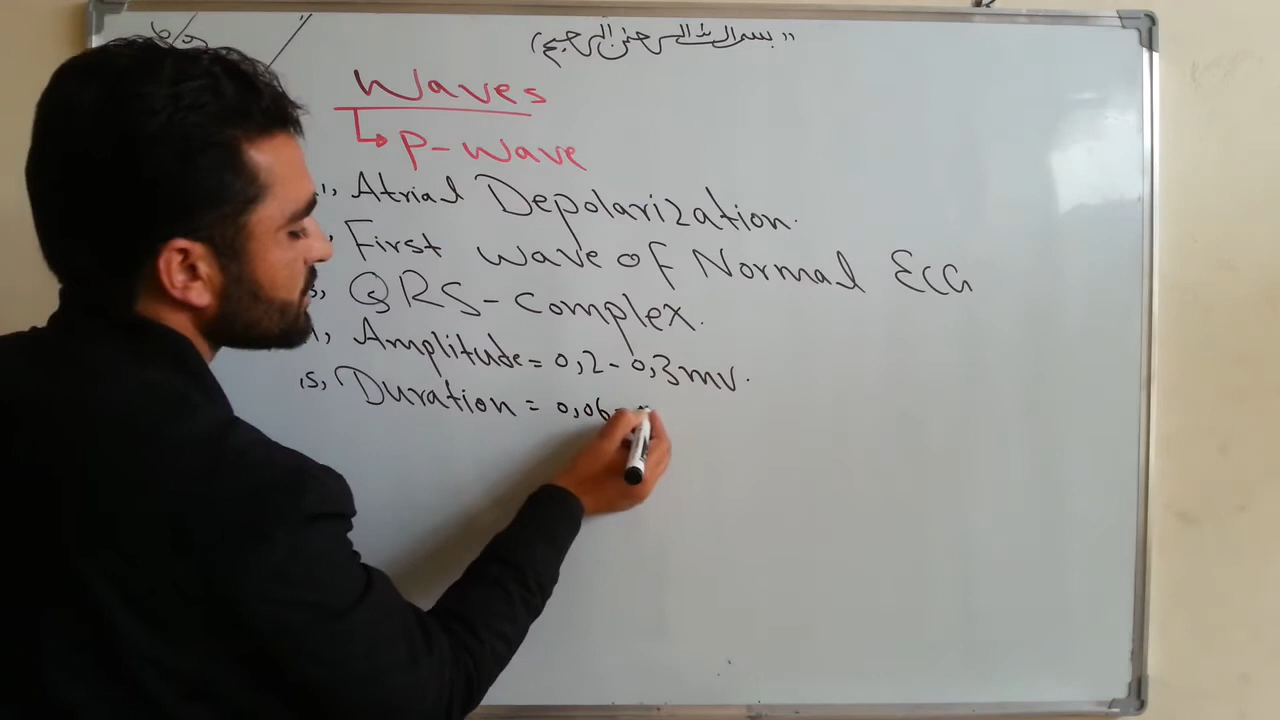 "بسم الله الرحمن الرحیم)
Waves
P-wave
Atrial Depolarization.
First wave of Normal ECG
QRS-complex.
Amplitude = 0,2 - 0,3 mv.
5, Duration = 0,06-